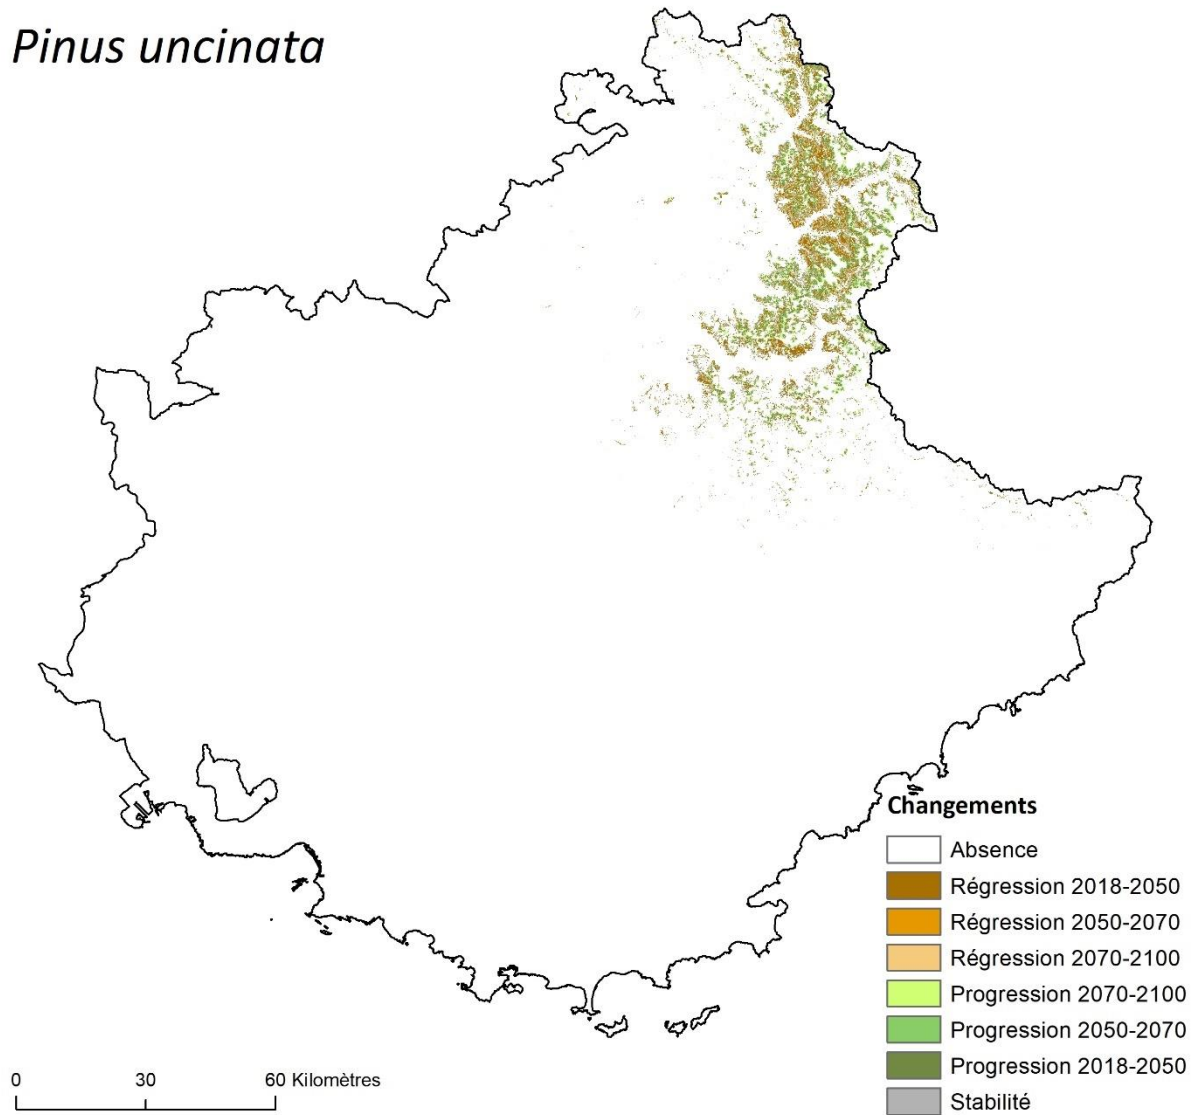 Pinus uncinata
Changements
Absence
Régression 2018-2050
Régression 2050-2070
Régression 2070-2100
Progression 2070-2100
Progression 2050-2070
Progression 2018-2050
Stabilité
0 30 60 Kilomètres